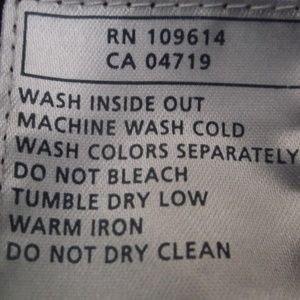 RN 109614
CA 04719
WASH INSIDE OUT
MACHINE WASH COLD
WASH COLORS SEPARATELY
DO NOT BLEACH
TUMBLE DRY LOW
WARM IRON
DO NOT DRY CLEAN